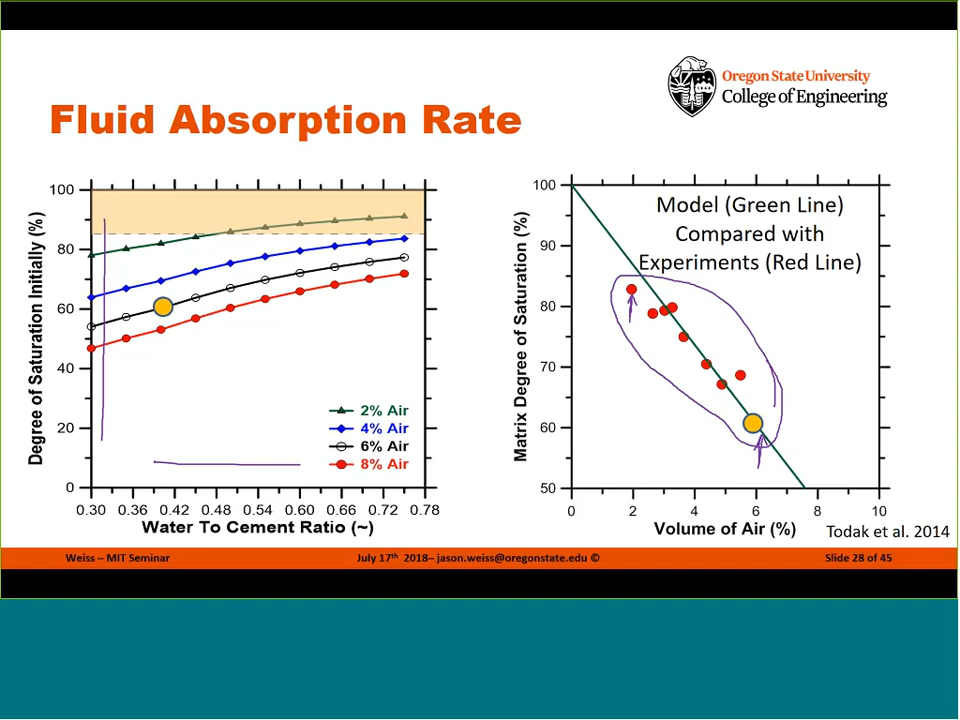 Oregon State University
College of Engineering
Fluid Absorption Rate
Degree of Saturation Initially (%)
100
80
60
40
20
0
0.30 0.36 0.42 0.48 0.54 0.60 0.66 0.72 0.78
Water To Cement Ratio (~)
2% Air
4% Air
6% Air
8% Air
Matrix Degree of Saturation (%)
100
90
80
70
60
50
0 2 4 6 8 10
Volume of Air (%)
Model (Green Line)
Compared with
Experiments (Red Line)
Todak et al. 2014
Weiss – MIT Seminar July 17th 2018– jason.weiss@oregonstate.edu © Slide 28 of 45